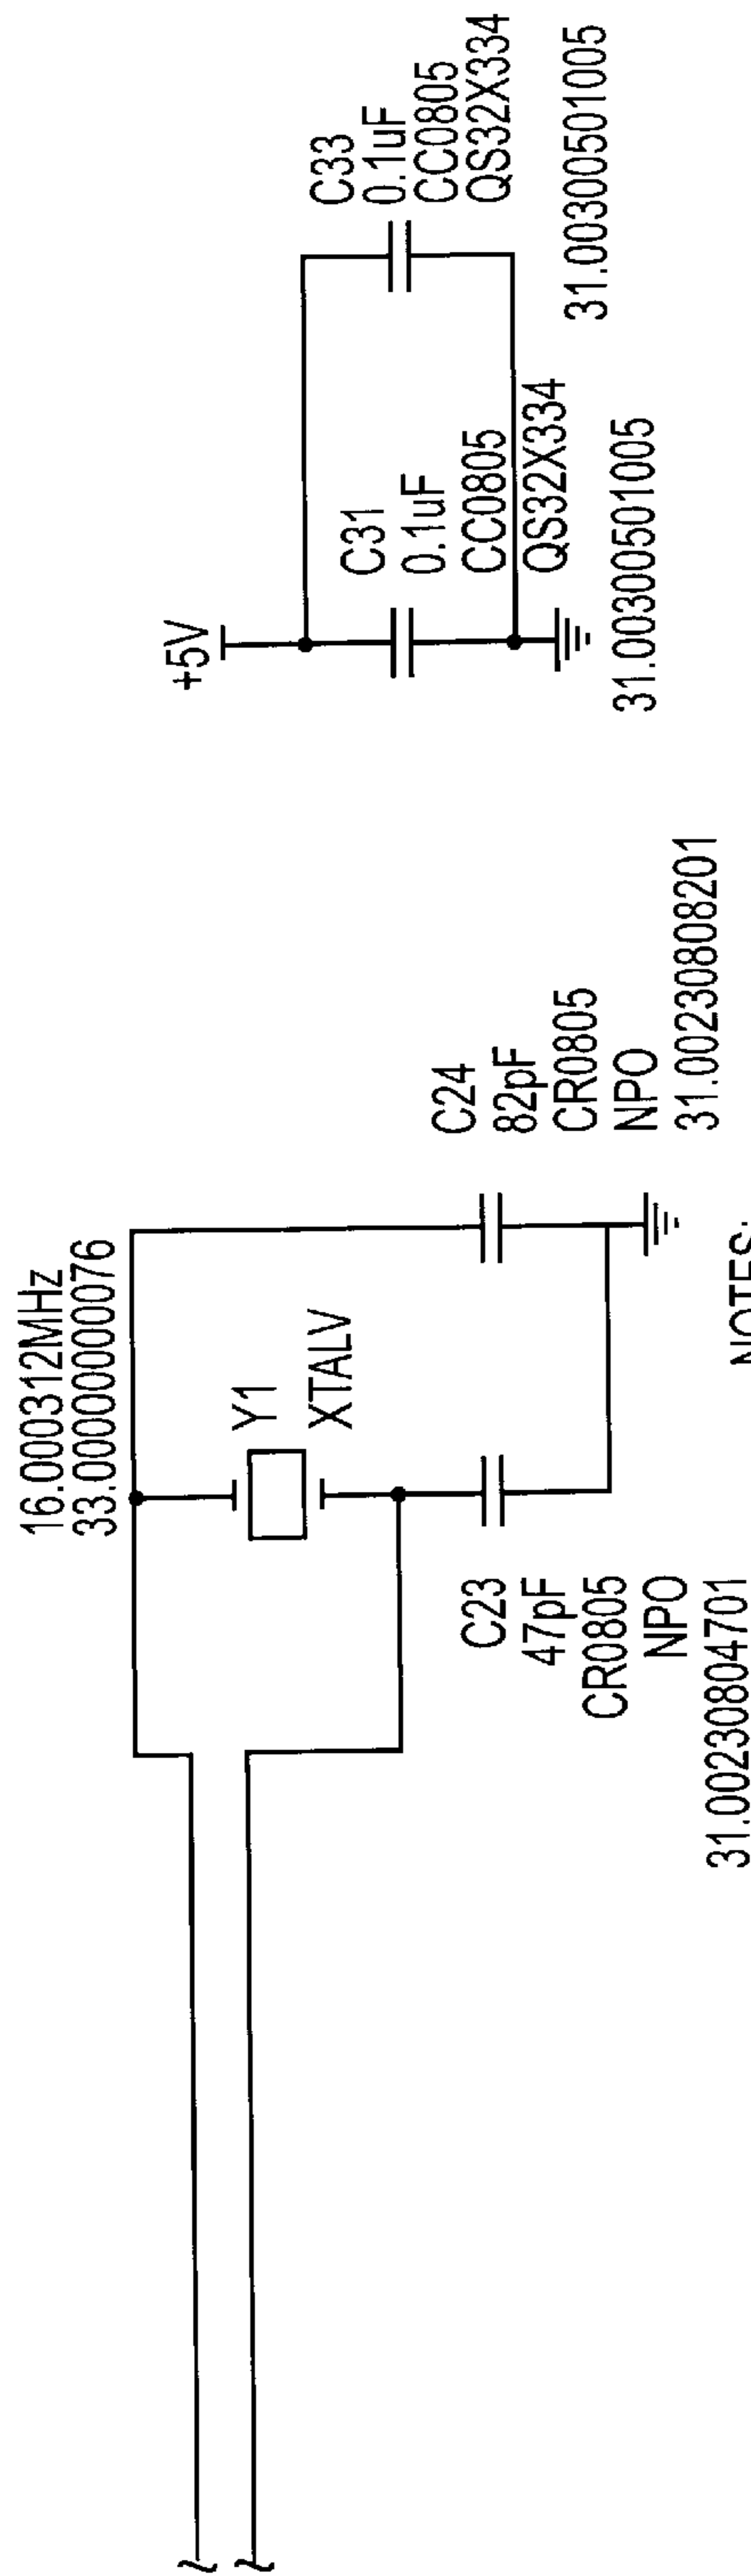 16.000312MHz
33.00000000076
Y1
XTALV
C23
47pF
CR0805
NPO
31.00230804701
C24
82pF
CR0805
NPO
31.00230808201
NOTES:
+5V
C31
0.1uF
CC0805
QS32X334
31.00300501005
C33
0.1uF
CC0805
QS32X334
31.00300501005